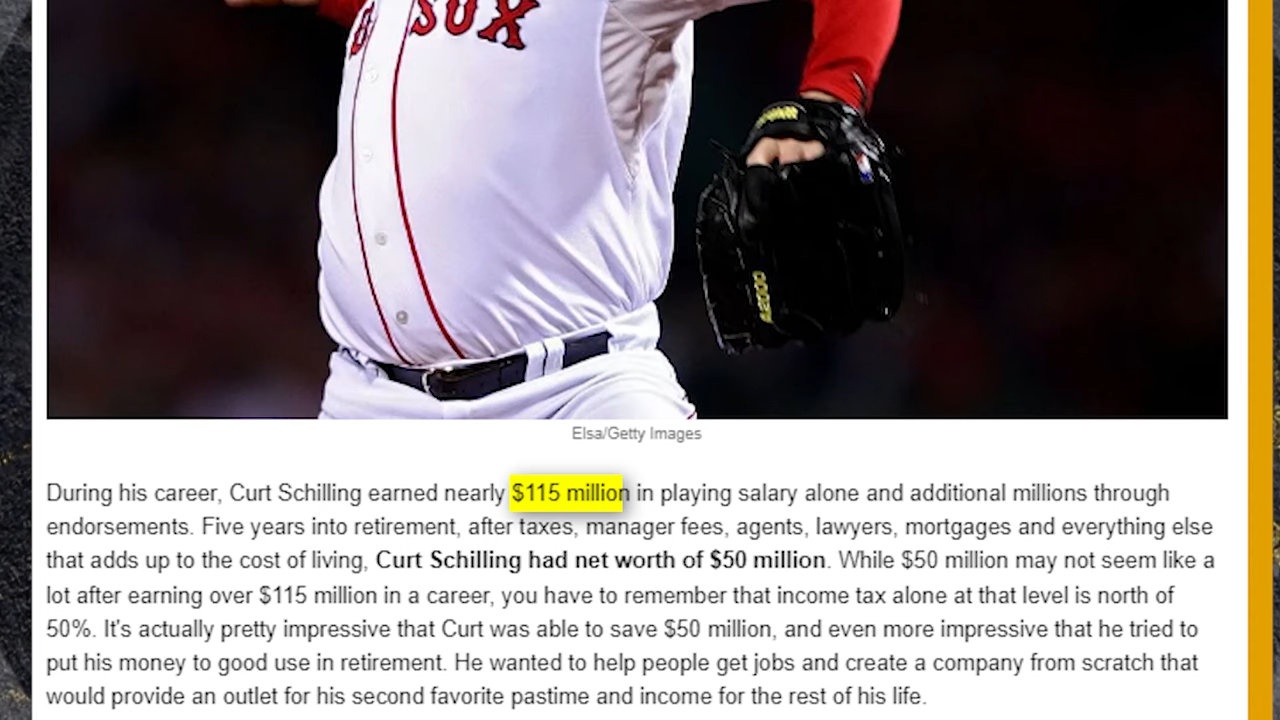 SOX
A2000
Elsa/Getty Images
During his career, Curt Schilling earned nearly $115 million in playing salary alone and additional millions through
endorsements. Five years into retirement, after taxes, manager fees, agents, lawyers, mortgages and everything else
that adds up to the cost of living, Curt Schilling had net worth of $50 million. While $50 million may not seem like a
lot after earning over $115 million in a career, you have to remember that income tax alone at that level is north of
50%. It's actually pretty impressive that Curt was able to save $50 million, and even more impressive that he tried to
put his money to good use in retirement. He wanted to help people get jobs and create a company from scratch that
would provide an outlet for his second favorite pastime and income for the rest of his life.